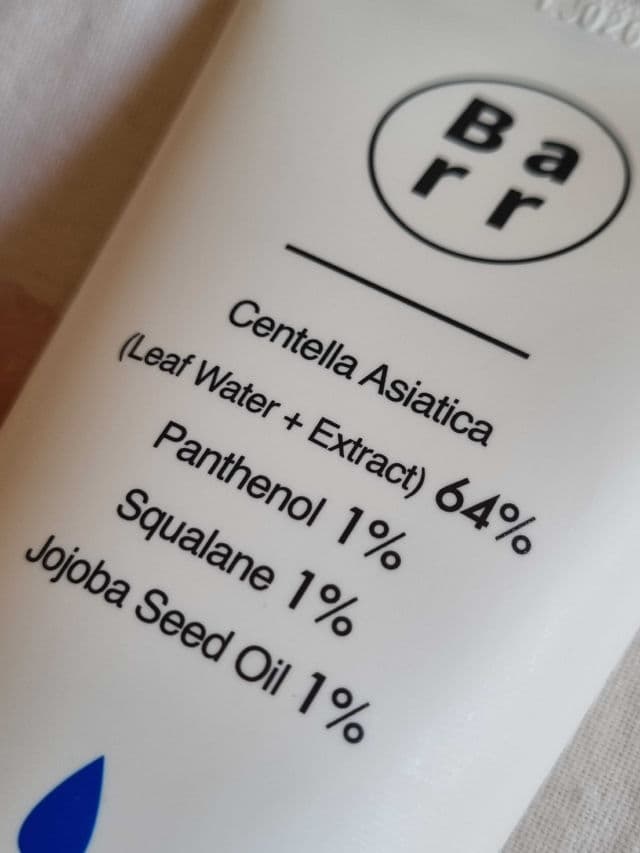 Ba
rr
Centella Asiatica
(Leaf Water + Extract) 64%
Panthenol 1%
Squalane 1%
Jojoba Seed Oil 1%